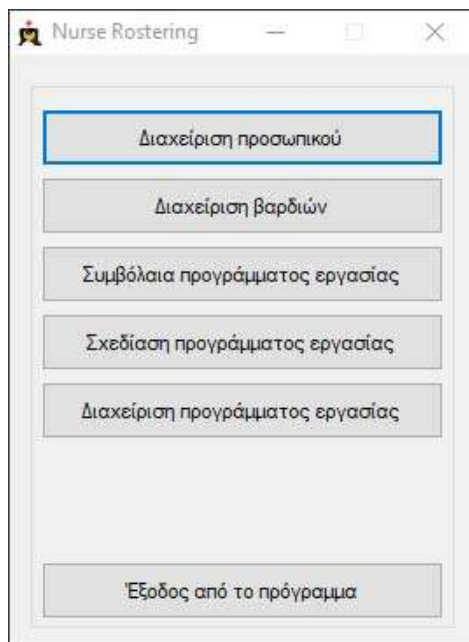 Nurse Rostering
Διαχείριση προσωπικού
Διαχείριση βαρδιών
Συμβόλαια προγράμματος εργασίας
Σχεδίαση προγράμματος εργασίας
Διαχείριση προγράμματος εργασίας
Έξοδος από το πρόγραμμα